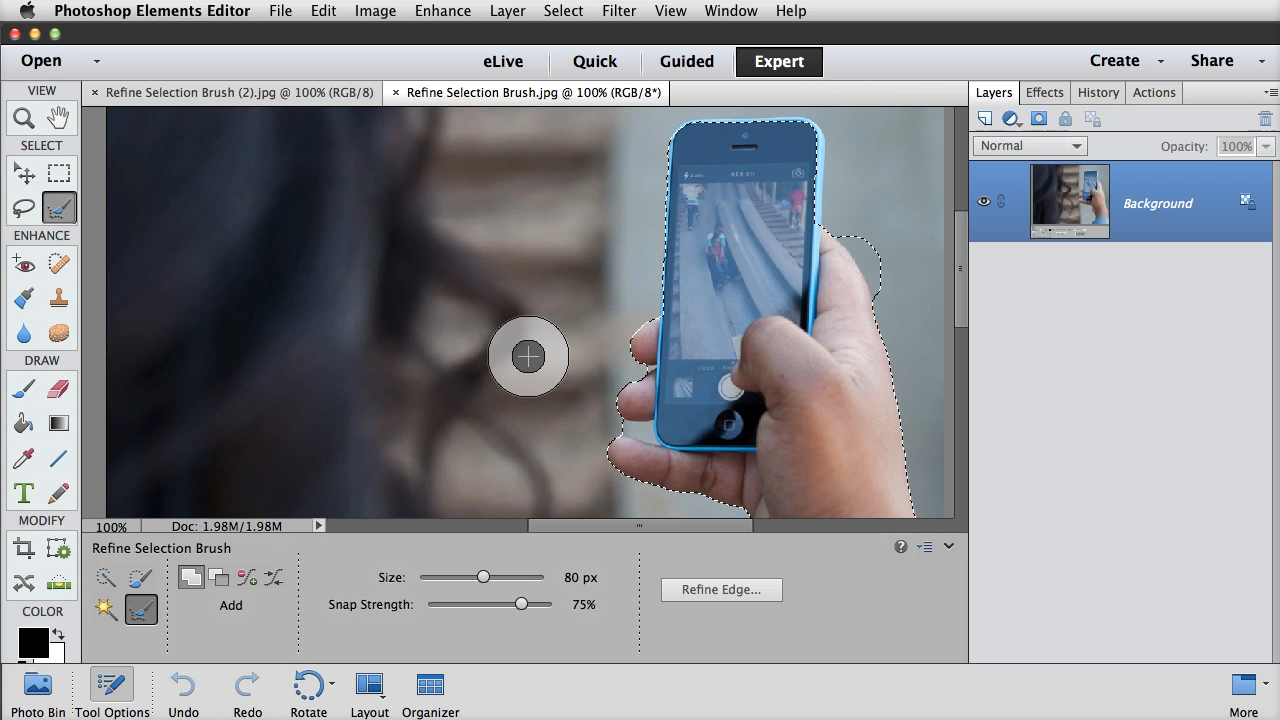 Photoshop Elements Editor File Edit Image Enhance Layer Select Filter View Window Help
Open eLive Quick Guided Expert Create Share
VIEW
× Refine Selection Brush (2).jpg @ 100% (RGB/8) × Refine Selection Brush.jpg @ 100% (RGB/8*)
Layers Effects History Actions
SELECT
Normal Opacity: 100%
Background
ENHANCE
DRAW
MODIFY
100% Doc: 1.98M/1.98M
Refine Selection Brush
Size: 80 px
Refine Edge...
Add
Snap Strength: 75%
COLOR
Photo Bin Tool Options Undo Redo Rotate Layout Organizer More